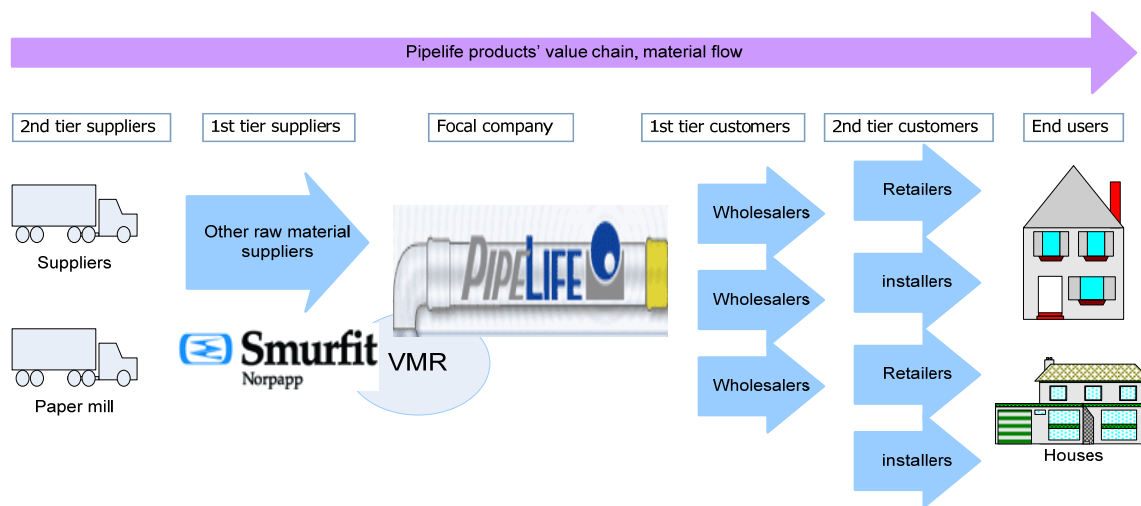 Pipelife products' value chain, material flow
2nd tier suppliers
1st tier suppliers
Focal company
1st tier customers
2nd tier customers
End users
Suppliers
Paper mill
Other raw material
suppliers
Smurfit
Norpapp
VMR
PIPELIFE
Wholesalers
Wholesalers
Wholesalers
Retailers
installers
Retailers
installers
Houses